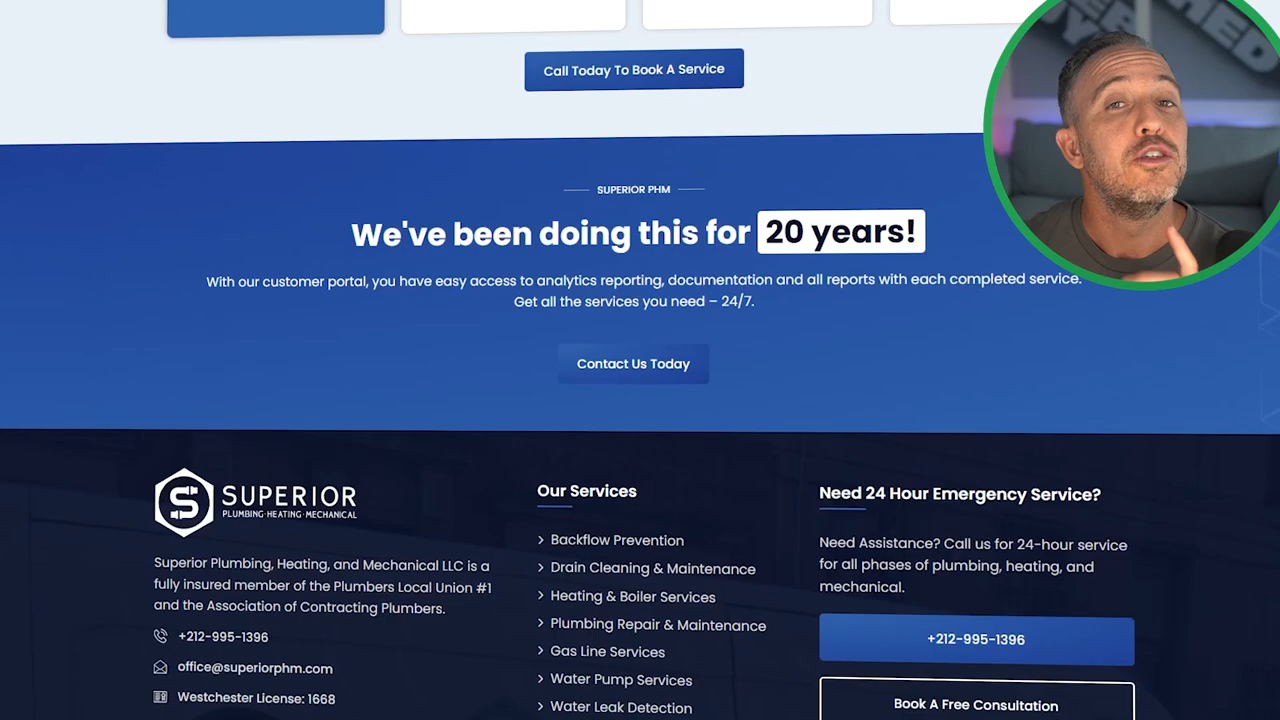 Call Today To Book A Service
SUPERIOR PHM
We've been doing this for 20 years!
With our customer portal, you have easy access to analytics reporting, documentation and all reports with each completed service.
Get all the services you need – 24/7.
Contact Us Today
SUPERIOR
PLUMBING·HEATING·MECHANICAL
Superior Plumbing, Heating, and Mechanical LLC is a
fully insured member of the Plumbers Local Union #1
and the Association of Contracting Plumbers.
+212-995-1396
office@superiorphm.com
Westchester License: 1668
Our Services
Backflow Prevention
Drain Cleaning & Maintenance
Heating & Boiler Services
Plumbing Repair & Maintenance
Gas Line Services
Water Pump Services
Water Leak Detection
Need 24 Hour Emergency Service?
Need Assistance? Call us for 24-hour service
for all phases of plumbing, heating, and
mechanical.
+212-995-1396
Book A Free Consultation